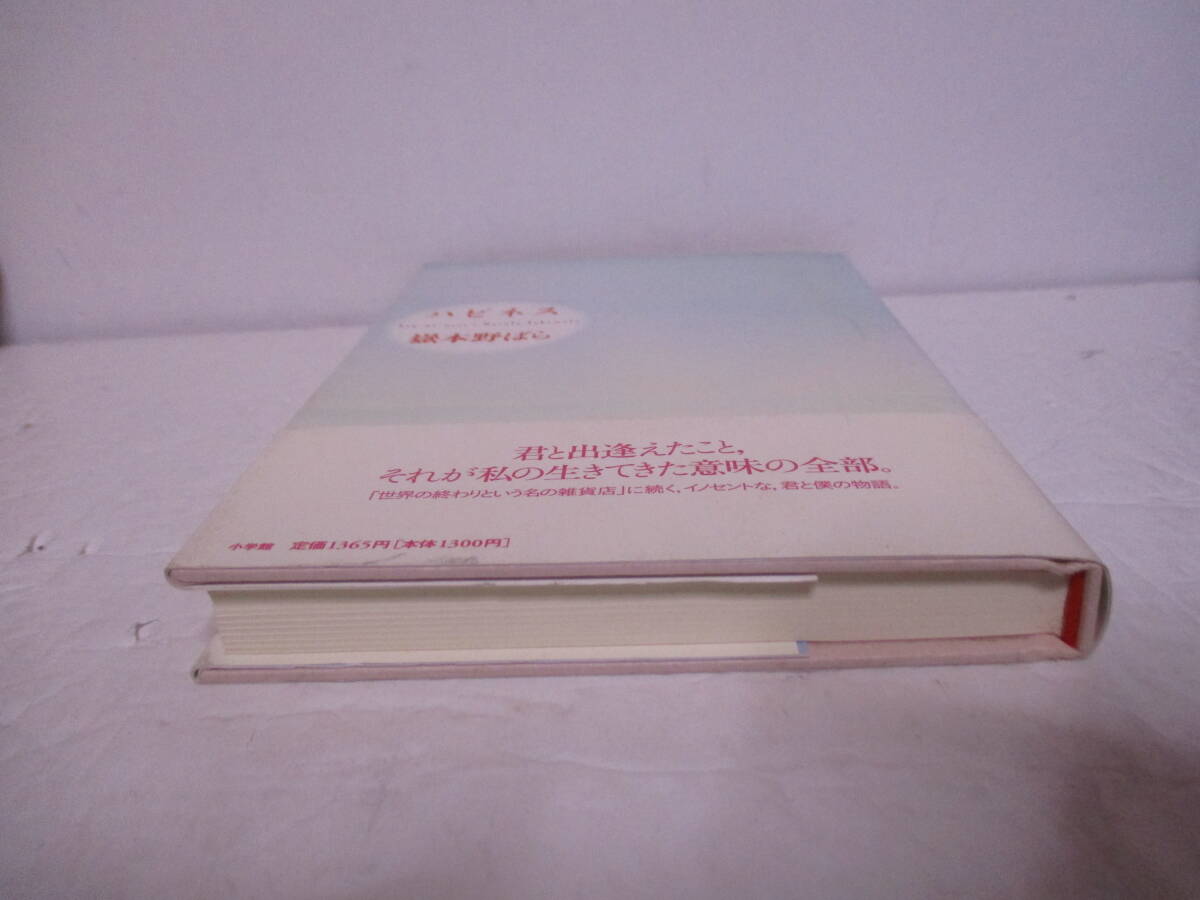 ハピネス
嶽本野ばら
君と出逢えたこと,
それが私の生きてきた意味の全部。
「世界の終わりという名の雑貨店」に続く,イノセントな,君と僕の物語。
小学館 定価1365円[本体1300円]